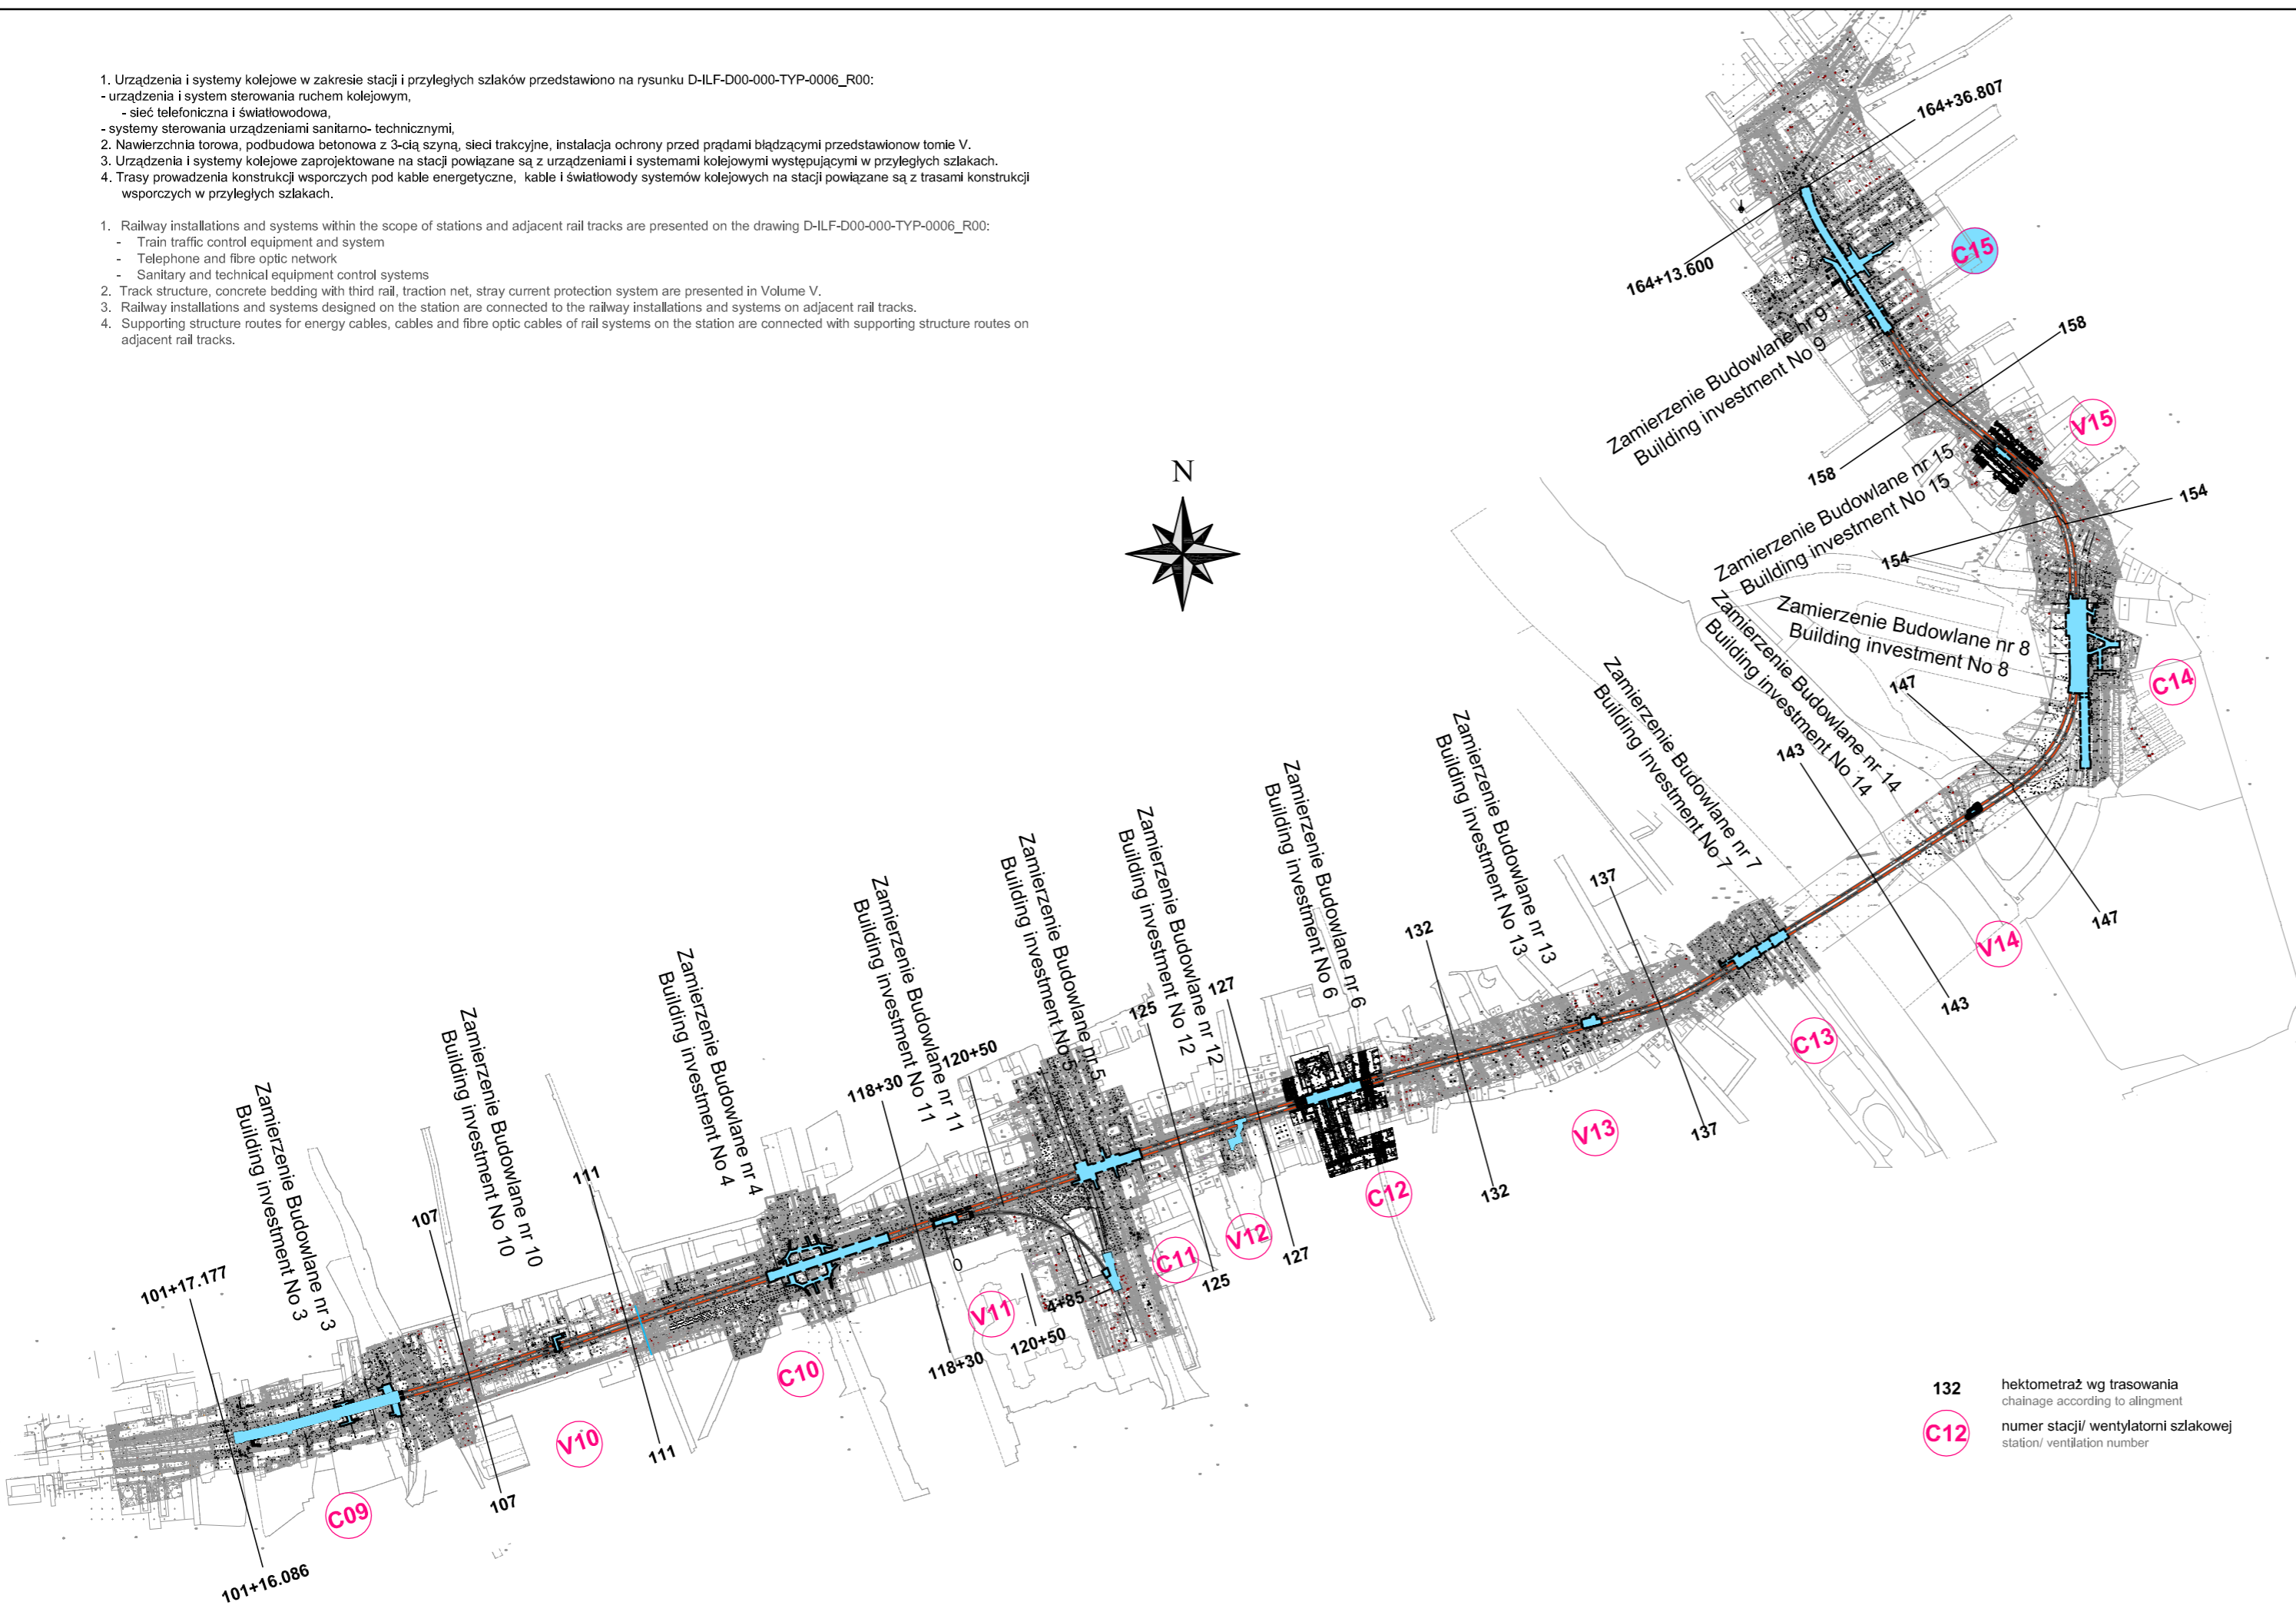 1. Urządzenia i systemy kolejowe w zakresie stacji i przyległych szlaków przedstawiono na rysunku D-ILF-D00-000-TYP-0006_R00:
- urządzenia i system sterowania ruchem kolejowym,
- sieć telefoniczna i światłowodowa,
- systemy sterowania urządzeniami sanitarno- technicznymi,
2. Nawierzchnia torowa, podbudowa betonowa z 3-cią szyną, sieci trakcyjne, instalacja ochrony przed prądami błądzącymi przedstawionow tomie V.
3. Urządzenia i systemy kolejowe zaprojektowane na stacji powiązane są z urządzeniami i systemami kolejowymi występującymi w przyległych szlakach.
4. Trasy prowadzenia konstrukcji wsporczych pod kable energetyczne, kable i światłowody systemów kolejowych na stacji powiązane są z trasami konstrukcji
wsporczych w przyległych szlakach.
1. Railway installations and systems within the scope of stations and adjacent rail tracks are presented on the drawing D-ILF-D00-000-TYP-0006_R00:
- Train traffic control equipment and system
- Telephone and fibre optic network
- Sanitary and technical equipment control systems
2. Track structure, concrete bedding with third rail, traction net, stray current protection system are presented in Volume V.
3. Railway installations and systems designed on the station are connected to the railway installations and systems on adjacent rail tracks.
4. Supporting structure routes for energy cables, cables and fibre optic cables of rail systems on the station are connected with supporting structure routes on
adjacent rail tracks.
N
164+36.807
164+13.600
C15
Zamierzenie Budowlane nr 9
Building investment No 9
158
158
V15
Zamierzenie Budowlane nr 15
Building investment No 15
154
154
Zamierzenie Budowlane nr 8
Building investment No 8
C14
Zamierzenie Budowlane nr 14
Building investment No 14
147
147
143
143
V14
Zamierzenie Budowlane nr 7
Building investment No 7
C13
137
137
Zamierzenie Budowlane nr 13
Building investment No 13
V13
132
132
Zamierzenie Budowlane nr 6
Building investment No 6
C12
127
127
Zamierzenie Budowlane nr 12
Building investment No 12
V12
125
125
Zamierzenie Budowlane nr 5
Building investment No 5
C11
120+50
120+50
4+85
0
Zamierzenie Budowlane nr 11
Building investment No 11
V11
118+30
118+30
Zamierzenie Budowlane nr 4
Building investment No 4
C10
111
111
Zamierzenie Budowlane nr 10
Building investment No 10
V10
107
107
Zamierzenie Budowlane nr 3
Building investment No 3
C09
101+17.177
101+16.086
132
hektometraż wg trasowania
chainage according to alingment
C12
numer stacji/ wentylatorni szlakowej
station/ ventilation number